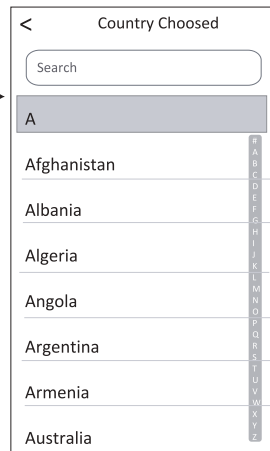 < Country Choosed
Search
A
Afghanistan
Albania
Algeria
Angola
Argentina
Armenia
Australia
#
A
B
C
D
E
F
G
H
I
J
K
L
M
N
O
P
Q
R
S
T
U
V
W
X
Y
Z